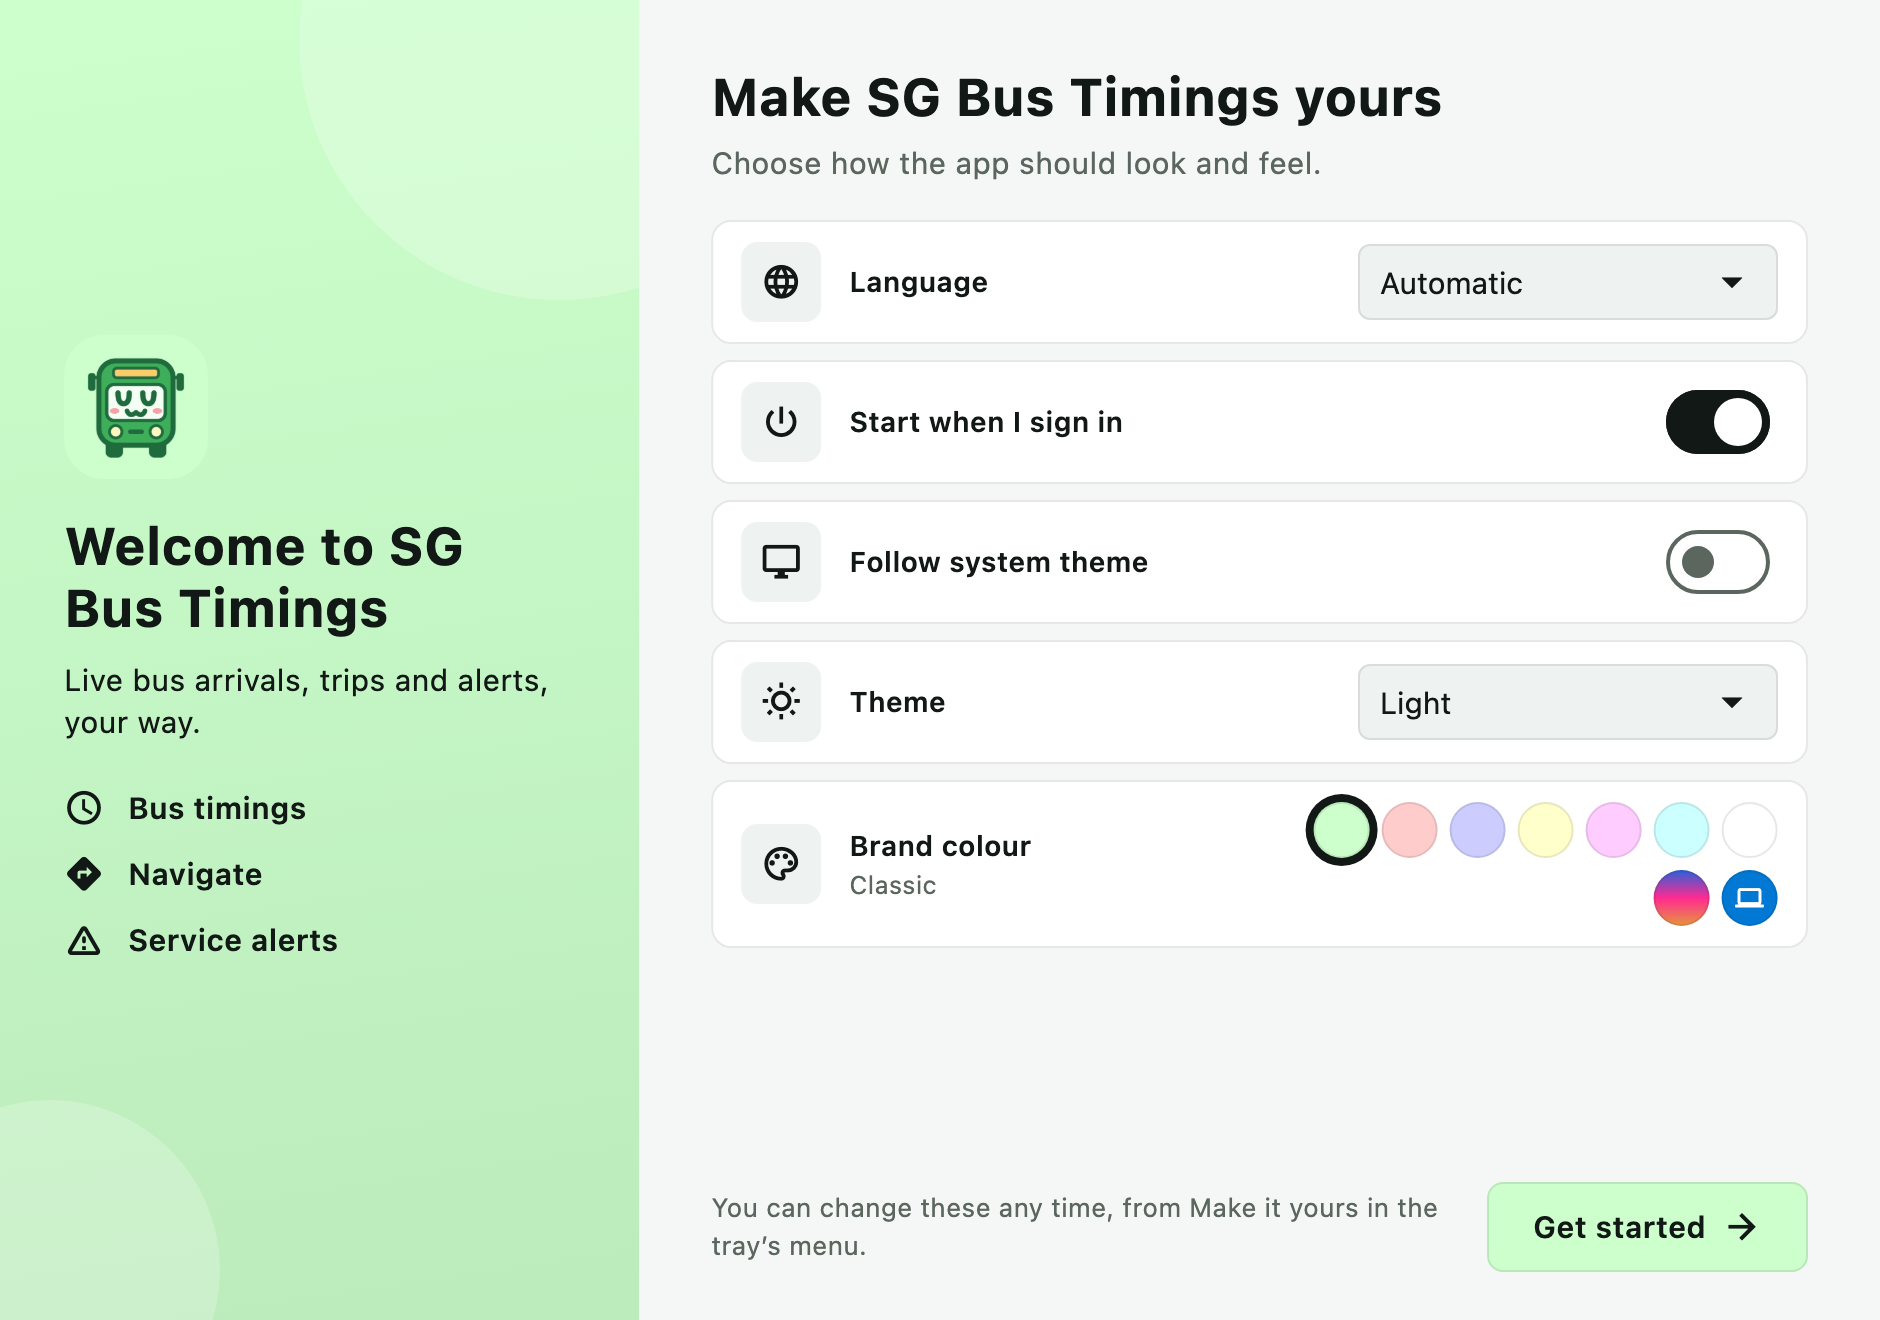 Welcome to SG
Bus Timings
Live bus arrivals, trips and alerts,
your way.
Bus timings
Navigate
Service alerts
Make SG Bus Timings yours
Choose how the app should look and feel.
Language
Automatic
Start when I sign in
Follow system theme
Theme
Light
Brand colour
Classic
You can change these any time, from Make it yours in the
tray’s menu.
Get started